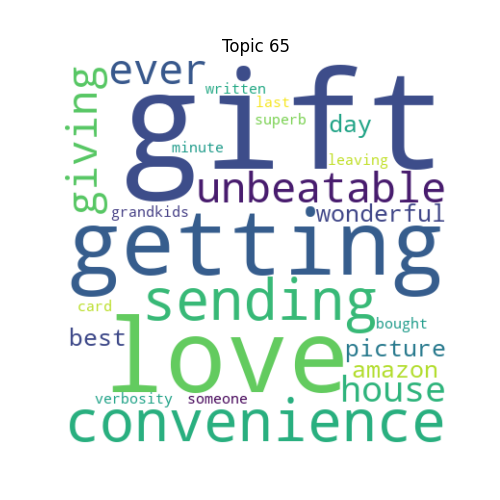 Topic 65
ever
written
gift
giving
last
superb
day
minute
leaving
unbeatable
grandkids
wonderful
getting
sending
card
love
bought
best
picture
amazon
house
verbosity
someone
convenience